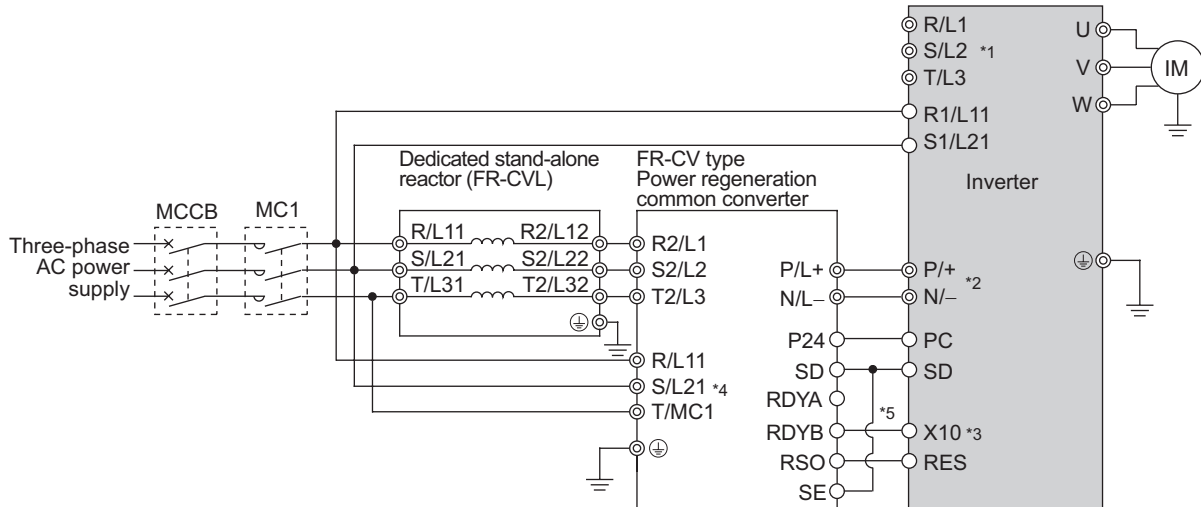 R/L1
S/L2 *1
T/L3
R1/L11
S1/L21
U
V
W
IM
Inverter
Dedicated stand-alone
reactor (FR-CVL)
FR-CV type
Power regeneration
common converter
MCCB
MC1
Three-phase
AC power
supply
R/L11
R2/L12
S/L21
S2/L22
T/L31
T2/L32
R2/L1
S2/L2
T2/L3
R/L11
S/L21 *4
T/MC1
P/L+
N/L−
P24
SD
RDYA
RDYB
RSO
SE
*5
P/+
N/−
*2
PC
SD
X10 *3
RES